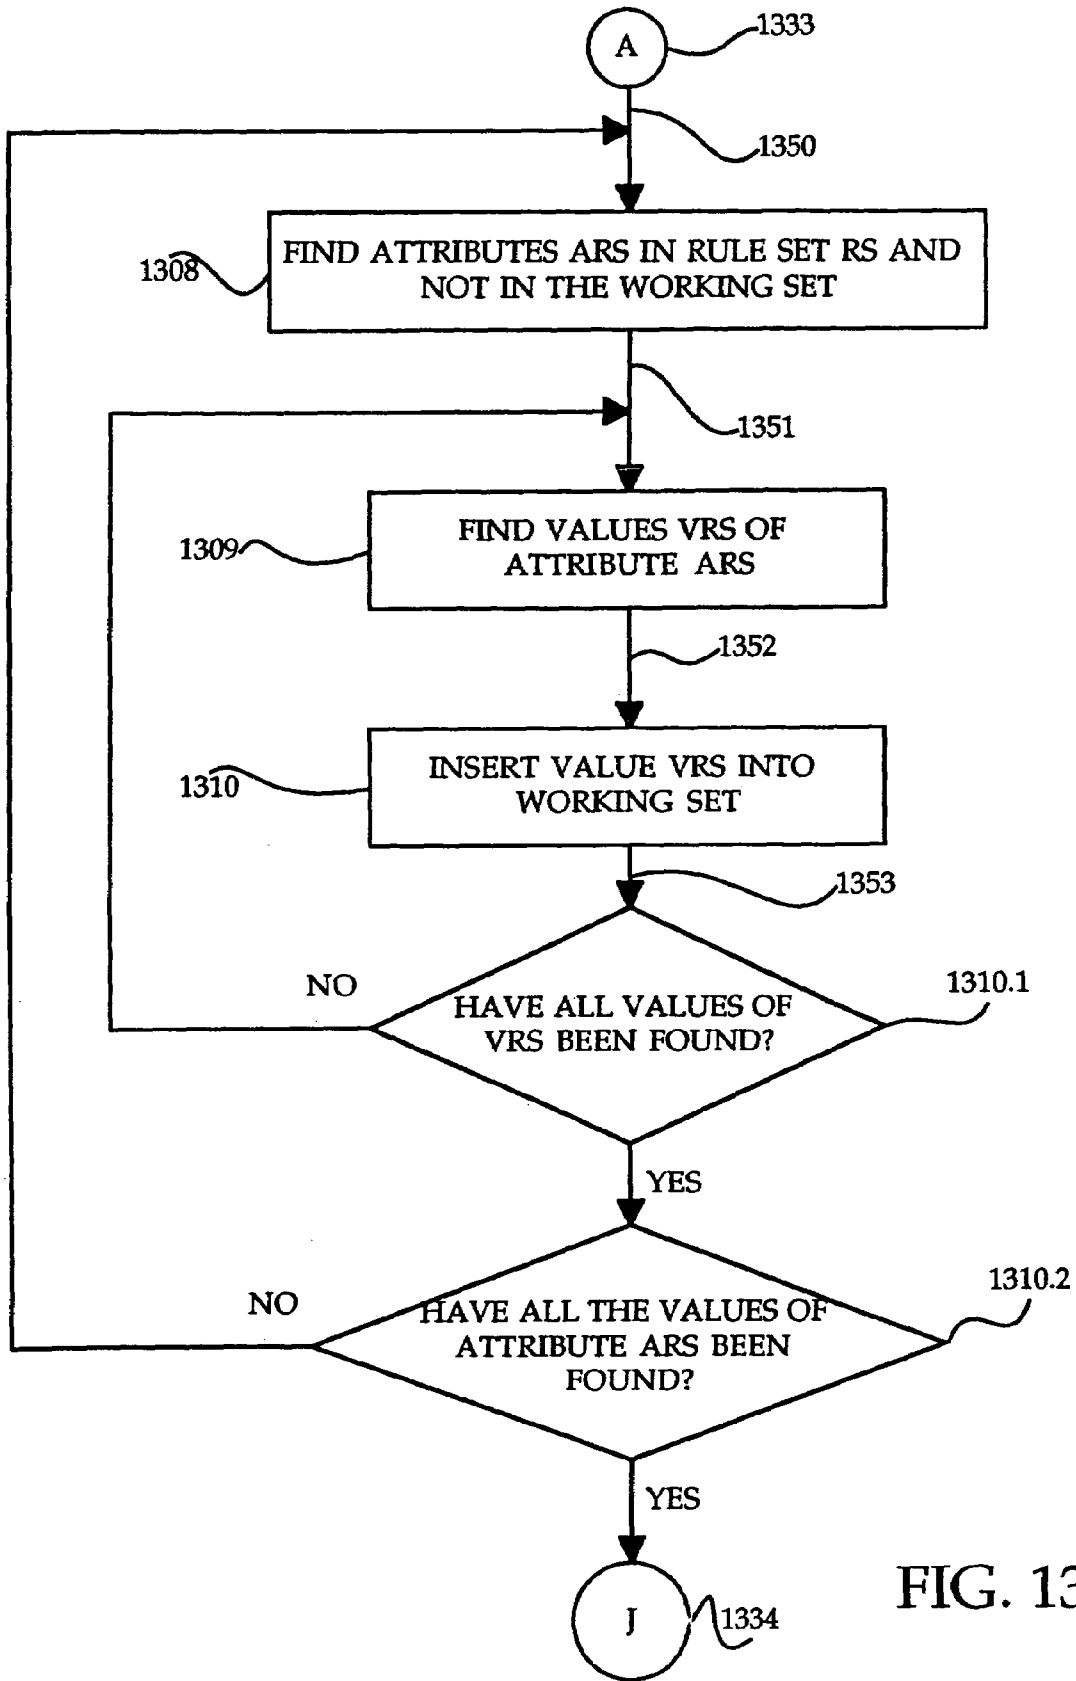 A
1333
1350
FIND ATTRIBUTES ARS IN RULE SET RS AND
NOT IN THE WORKING SET
1308
1351
FIND VALUES VRS OF
ATTRIBUTE ARS
1309
1352
INSERT VALUE VRS INTO
WORKING SET
1310
1353
NO
HAVE ALL VALUES OF
VRS BEEN FOUND?
1310.1
YES
NO
HAVE ALL THE VALUES OF
ATTRIBUTE ARS BEEN
FOUND?
1310.2
YES
J
1334
FIG. 13